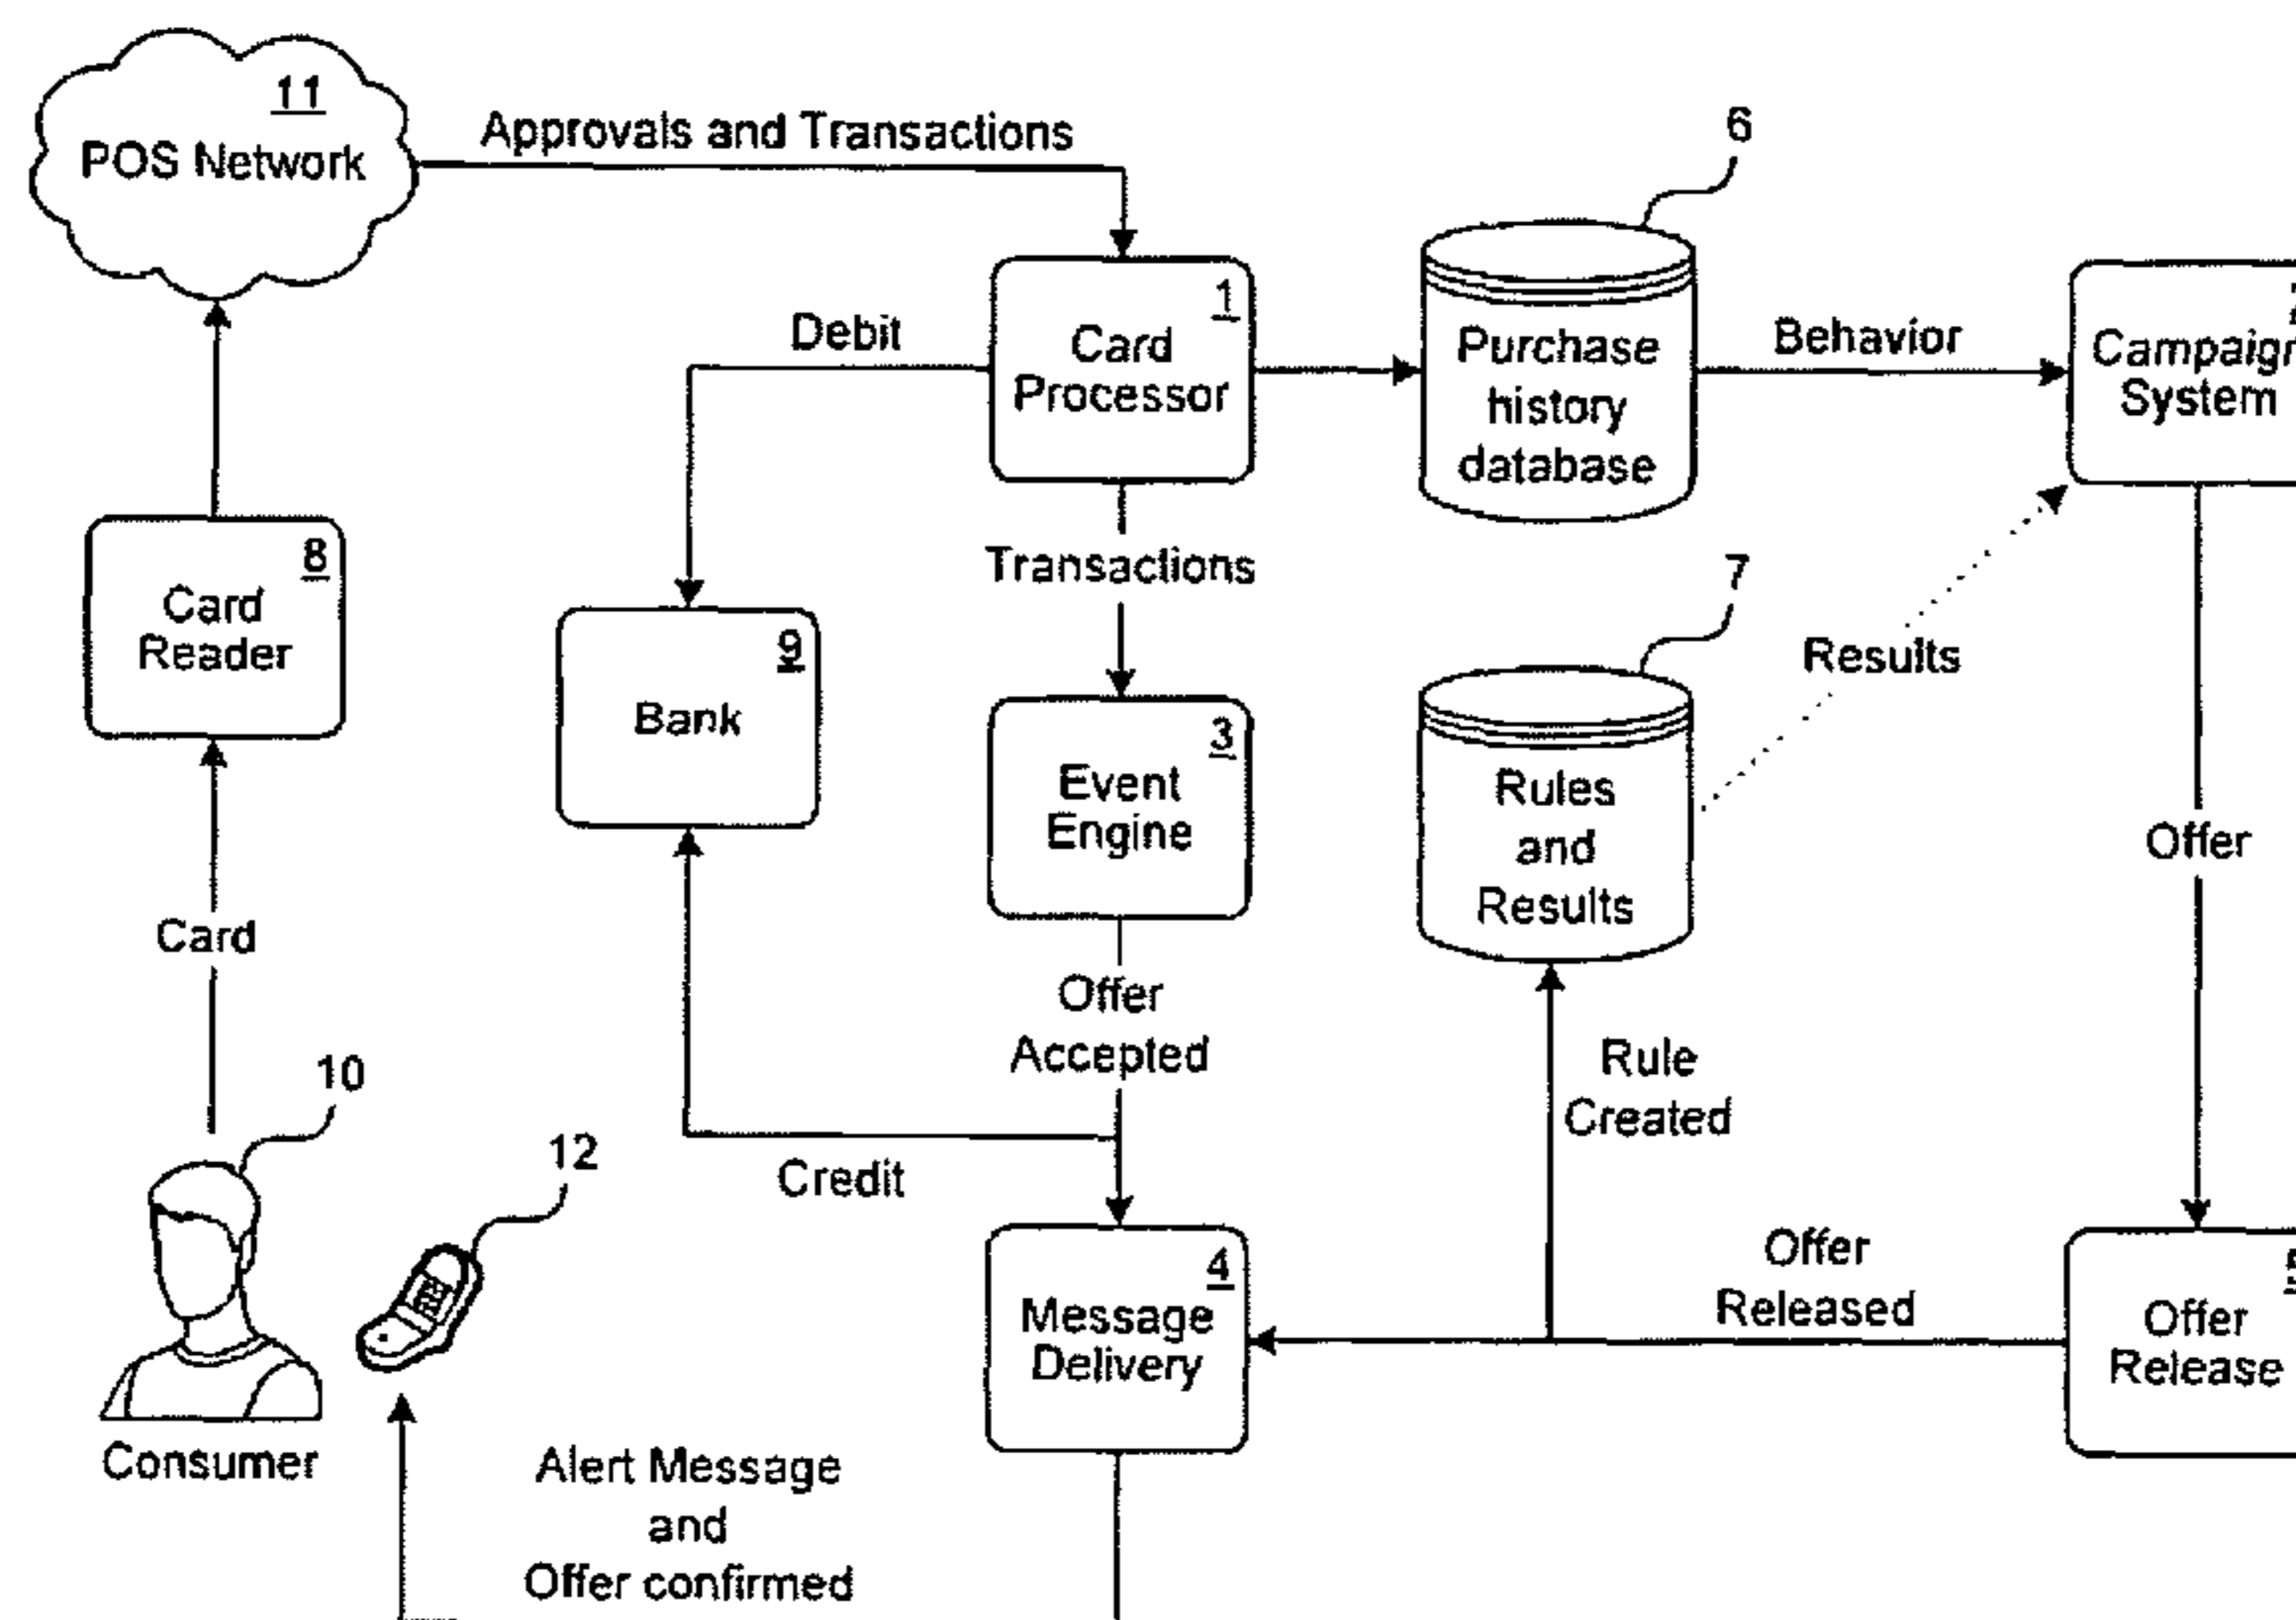 11
POS Network
Approvals and Transactions
6
1
Card
Processor
Debit
Purchase
history
database
Behavior
System
8
Card
Reader
Transactions
7
9
Bank
3
Event
Engine
Rules
and
Results
Results
Offer
Card
Offer
Accepted
Rule
Created
10
12
Credit
4
Message
Delivery
Offer
Released
Offer
Release
Consumer
Alert Message
and
Offer confirmed